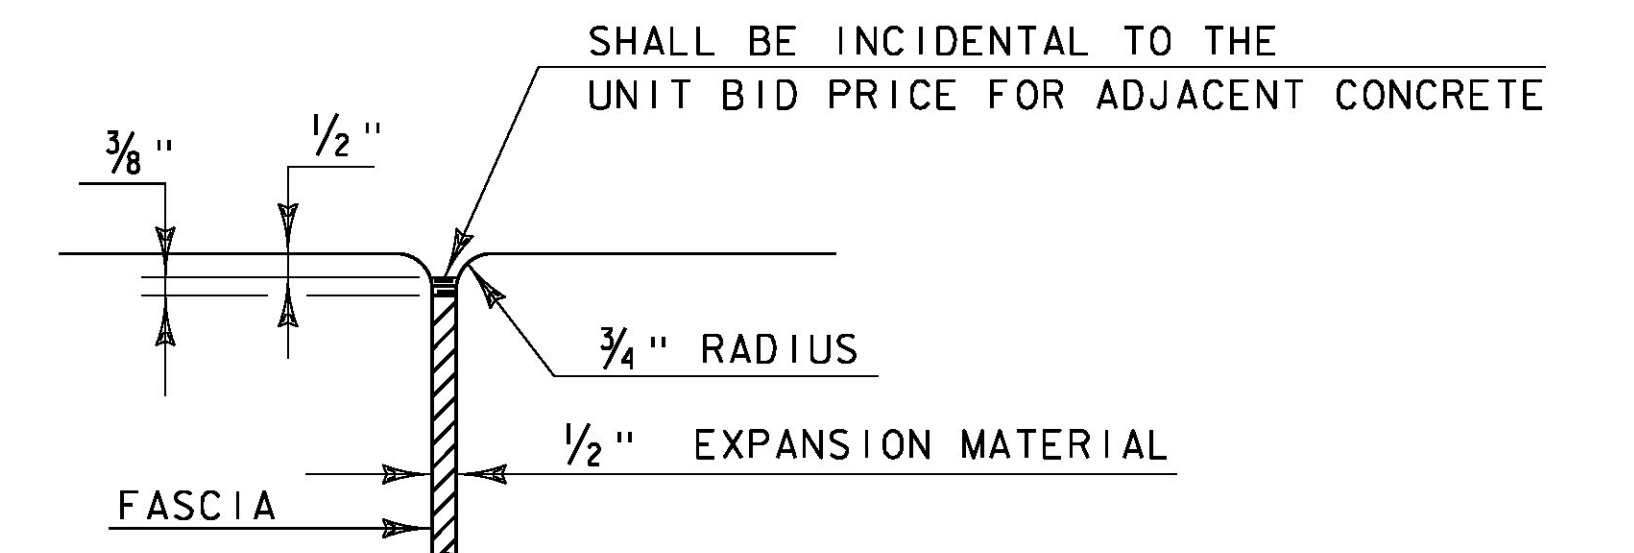 SHALL BE INCIDENTAL TO THE
UNIT BID PRICE FOR ADJACENT CONCRETE
3/8" 1/2"
3/4" RADIUS
1/2" EXPANSION MATERIAL
FASCIA